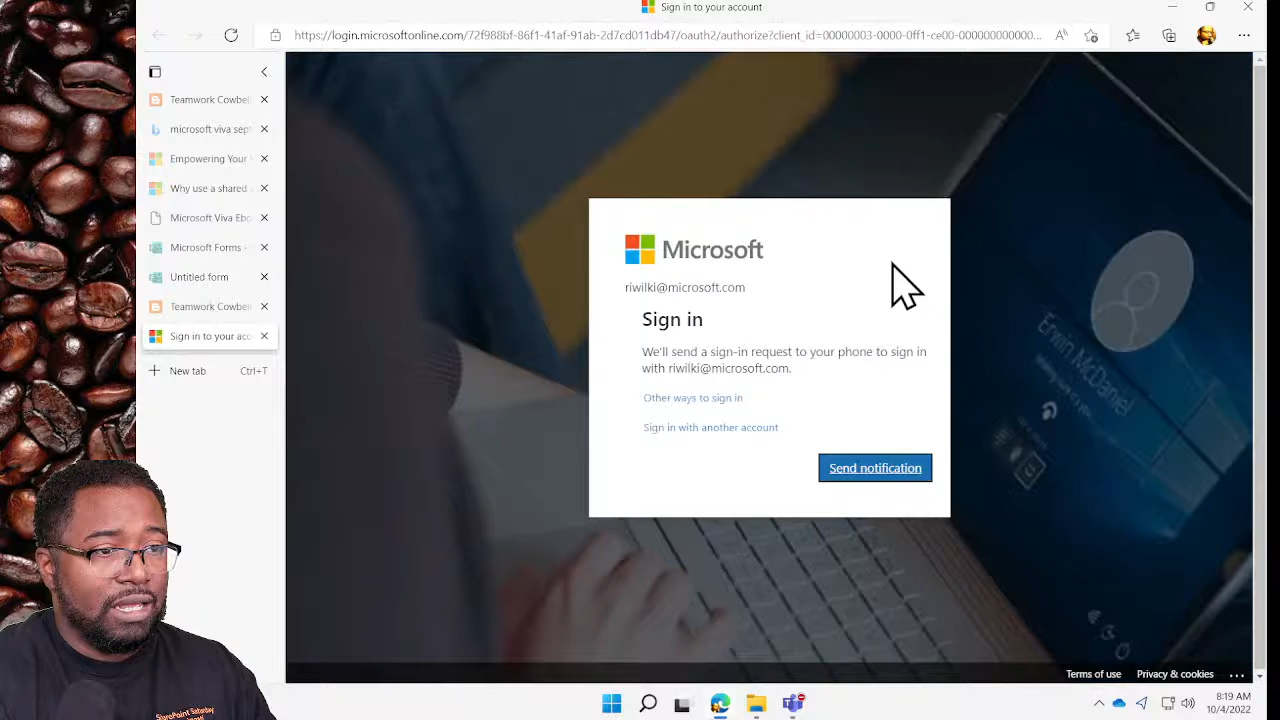 Sign in to your account
https://login.microsoftonline.com/72f988bf-86f1-41af-91ab-2d7cd011db47/oauth2/authorize?client_id=00000003-0000-0ff1-ce00-000000000000...
Teamwork Cowbel
microsoft viva sep
Empowering Your
Why use a shared
Microsoft Viva Ebo
Microsoft Forms -
Untitled form
Teamwork Cowbel
Sign in to your acc
New tab Ctrl+T
Microsoft
riwilki@microsoft.com
Sign in
We'll send a sign-in request to your phone to sign in
with riwilki@microsoft.com.
Other ways to sign in
Sign in with another account
Send notification
Erwin McDaniel
Terms of use Privacy & cookies ...
8:19 AM
10/4/2022
SharePoint Saturday